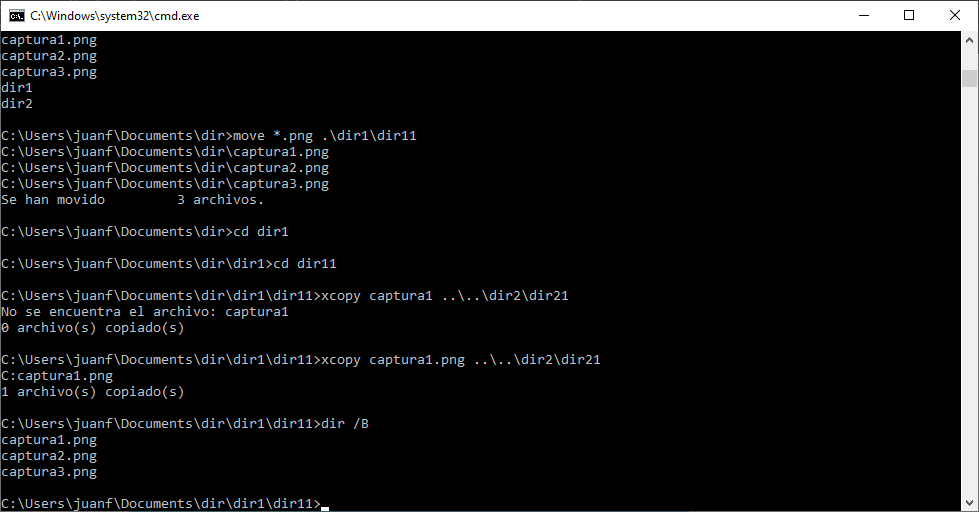 C:\Windows\system32\cmd.exe
captura1.png
captura2.png
captura3.png
dir1
dir2
C:\Users\juanf\Documents\dir>move *.png .\dir1\dir11
C:\Users\juanf\Documents\dir\captura1.png
C:\Users\juanf\Documents\dir\captura2.png
C:\Users\juanf\Documents\dir\captura3.png
Se han movido         3 archivos.
C:\Users\juanf\Documents\dir>cd dir1
C:\Users\juanf\Documents\dir\dir1>cd dir11
C:\Users\juanf\Documents\dir\dir1\dir11>xcopy captura1 ..\..\dir2\dir21
No se encuentra el archivo: captura1
0 archivo(s) copiado(s)
C:\Users\juanf\Documents\dir\dir1\dir11>xcopy captura1.png ..\..\dir2\dir21
C:captura1.png
1 archivo(s) copiado(s)
C:\Users\juanf\Documents\dir\dir1\dir11>dir /B
captura1.png
captura2.png
captura3.png
C:\Users\juanf\Documents\dir\dir1\dir11>